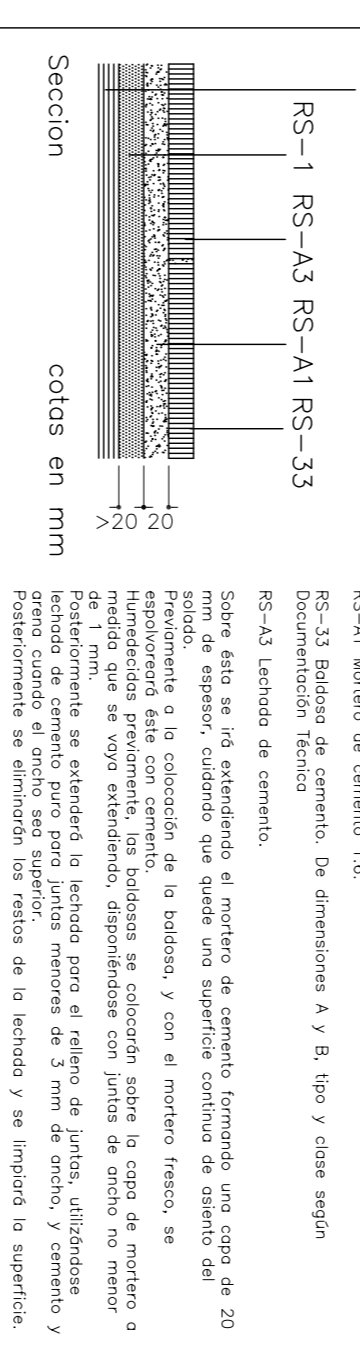 RS-1 RS-A3 RS-A1 RS-33
>20 20
Seccion cotas en mm
RS-A1 Mortero de cemento 1:6.
RS-33 Baldosa de cemento. De dimensiones A y B, tipo y clase según
Documentación Técnica
RS-A3 Lechada de cemento.
Sobre ésta se irá extendiendo el mortero de cemento formando una capa de 20
mm de espesor, cuidando que quede una superficie continua de asiento del
solado.
Previamente a la colocación de la baldosa, y con el mortero fresco, se
espolvoreará éste con cemento.
Humedecidas previamente, las baldosas se colocarán sobre la capa de mortero a
medida que se vaya extendiendo, disponiéndose con juntas de ancho no menor
de 1 mm.
Posteriormente se extenderá la lechada para el relleno de juntas, utilizándose
lechada de cemento puro para juntas menores de 3 mm de ancho, y cemento y
arena cuando el ancho sea superior.
Posteriormente se eliminarán los restos de la lechada y se limpiará la superficie.